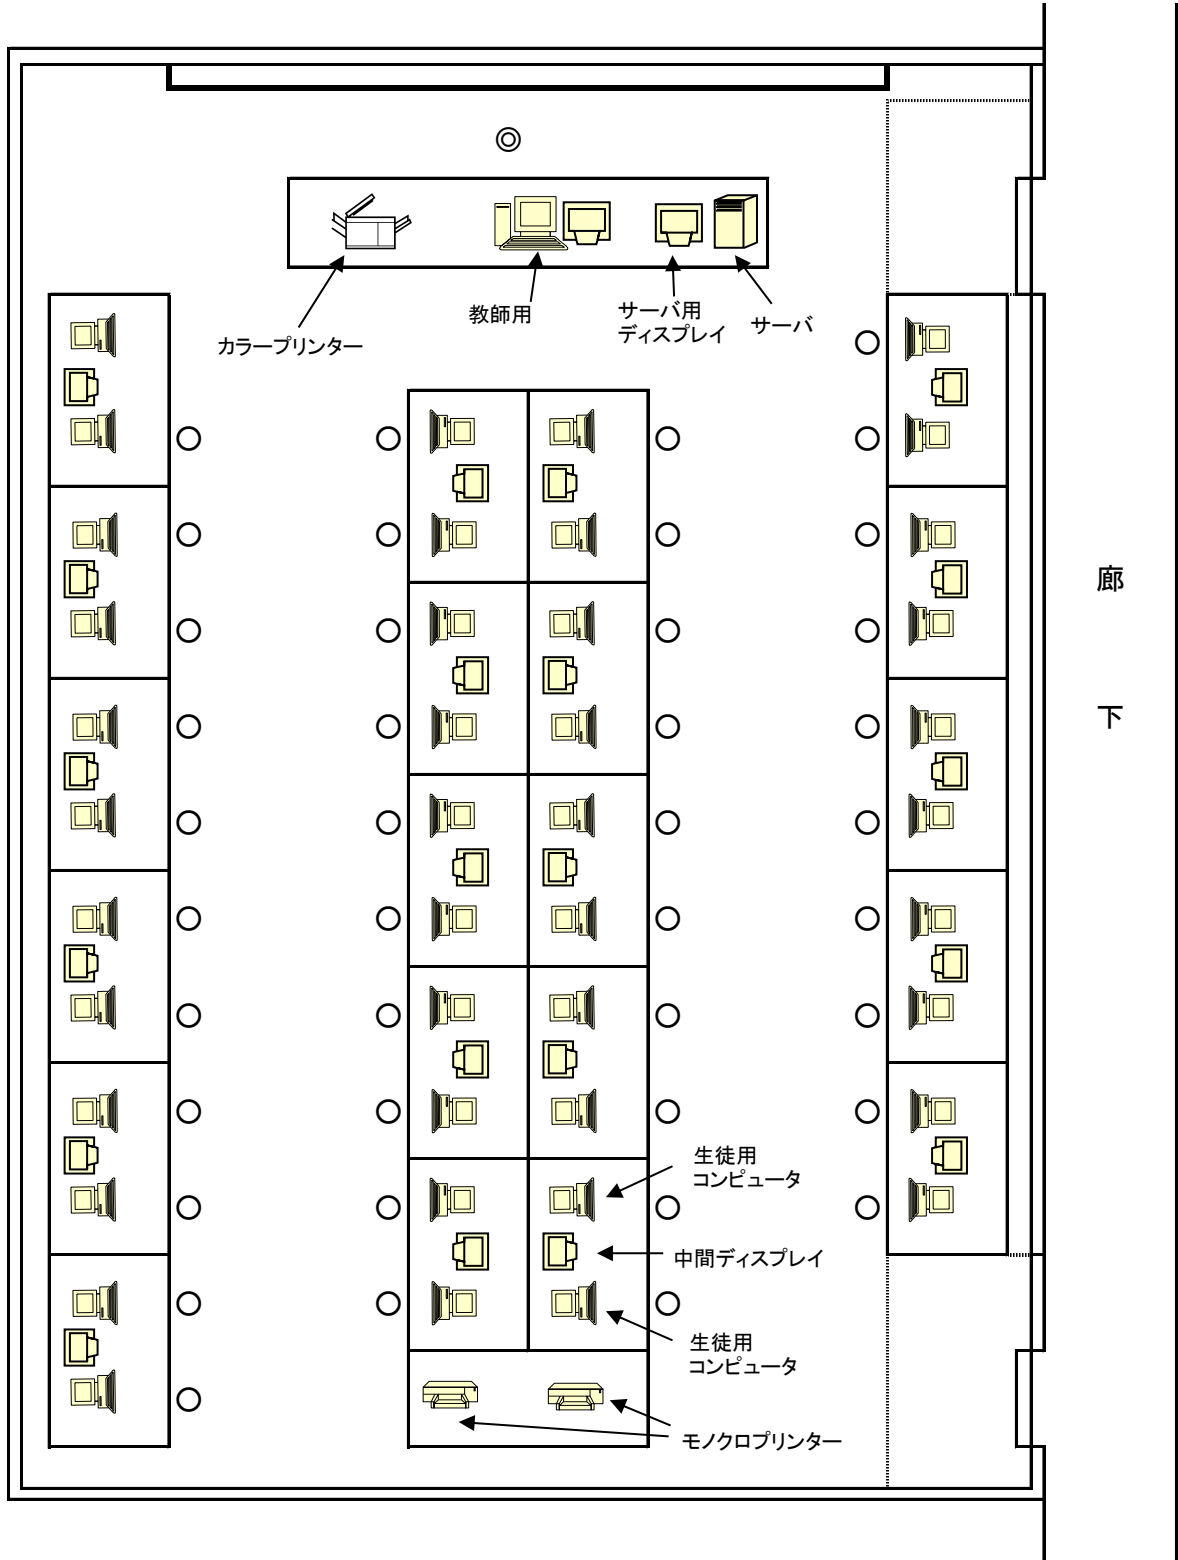 カラープリンター
教師用
サーバ用
ディスプレイ
サーバ
廊
下
生徒用
コンピュータ
中間ディスプレイ
生徒用
コンピュータ
モノクロプリンター